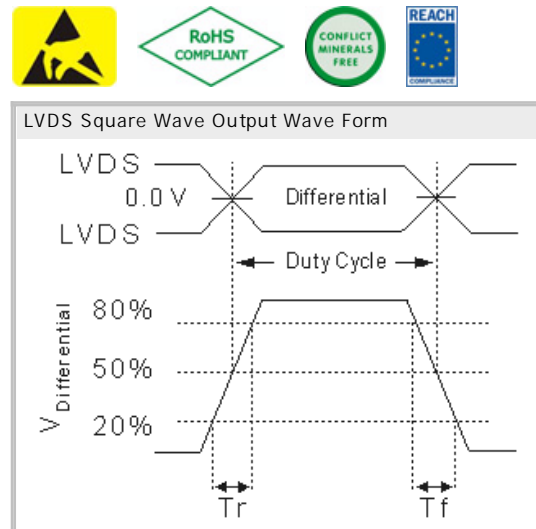 RoHS
COMPLIANT
CONFLICT
MINERALS
FREE
REACH
COMPLIANCE
LVDS Square Wave Output Wave Form
LVDS
0.0 V
Differential
LVDS
Duty Cycle
80%
50%
20%
V Differential
Tr
Tf